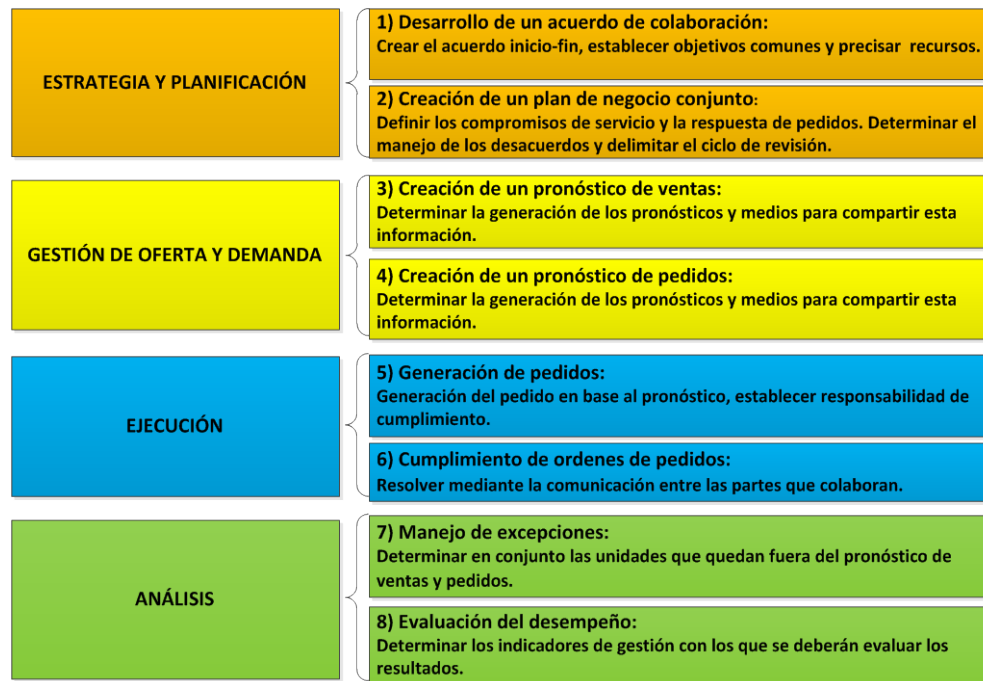 ESTRATEGIA Y PLANIFICACIÓN
1) Desarrollo de un acuerdo de colaboración:
Crear el acuerdo inicio-fin, establecer objetivos comunes y precisar recursos.
2) Creación de un plan de negocio conjunto:
Definir los compromisos de servicio y la respuesta de pedidos. Determinar el
manejo de los desacuerdos y delimitar el ciclo de revisión.
GESTIÓN DE OFERTA Y DEMANDA
3) Creación de un pronóstico de ventas:
Determinar la generación de los pronósticos y medios para compartir esta
información.
4) Creación de un pronóstico de pedidos:
Determinar la generación de los pronósticos y medios para compartir esta
información.
EJECUCIÓN
5) Generación de pedidos:
Generación del pedido en base al pronóstico, establecer responsabilidad de
cumplimiento.
6) Cumplimiento de ordenes de pedidos:
Resolver mediante la comunicación entre las partes que colaboran.
ANÁLISIS
7) Manejo de excepciones:
Determinar en conjunto las unidades que quedan fuera del pronóstico de
ventas y pedidos.
8) Evaluación del desempeño:
Determinar los indicadores de gestión con los que se deberán evaluar los
resultados.